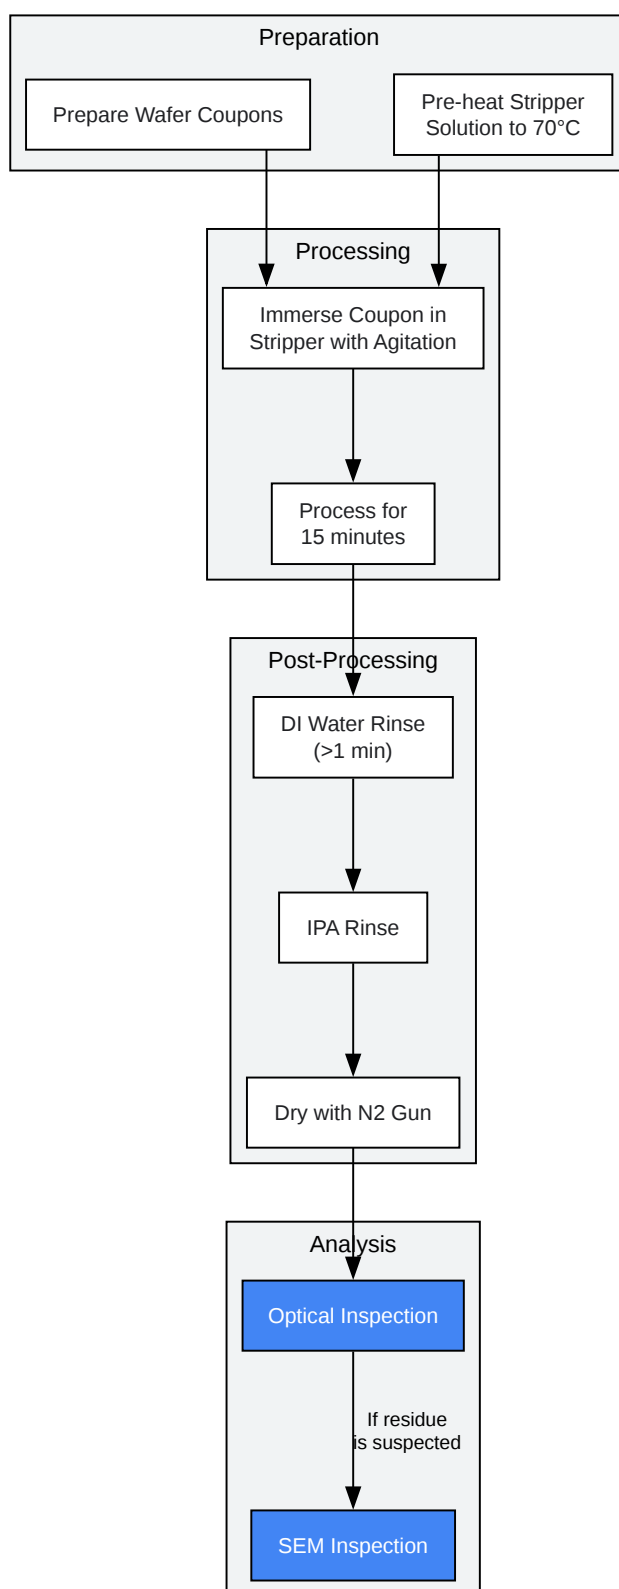 Preparation
Prepare Wafer Coupons
Pre-heat Stripper
Solution to 70°C
Processing
Immerse Coupon in
Stripper with Agitation
Process for
15 minutes
Post-Processing
DI Water Rinse
(>1 min)
IPA Rinse
Dry with N2 Gun
Analysis
Optical Inspection
If residue
is suspected
SEM Inspection